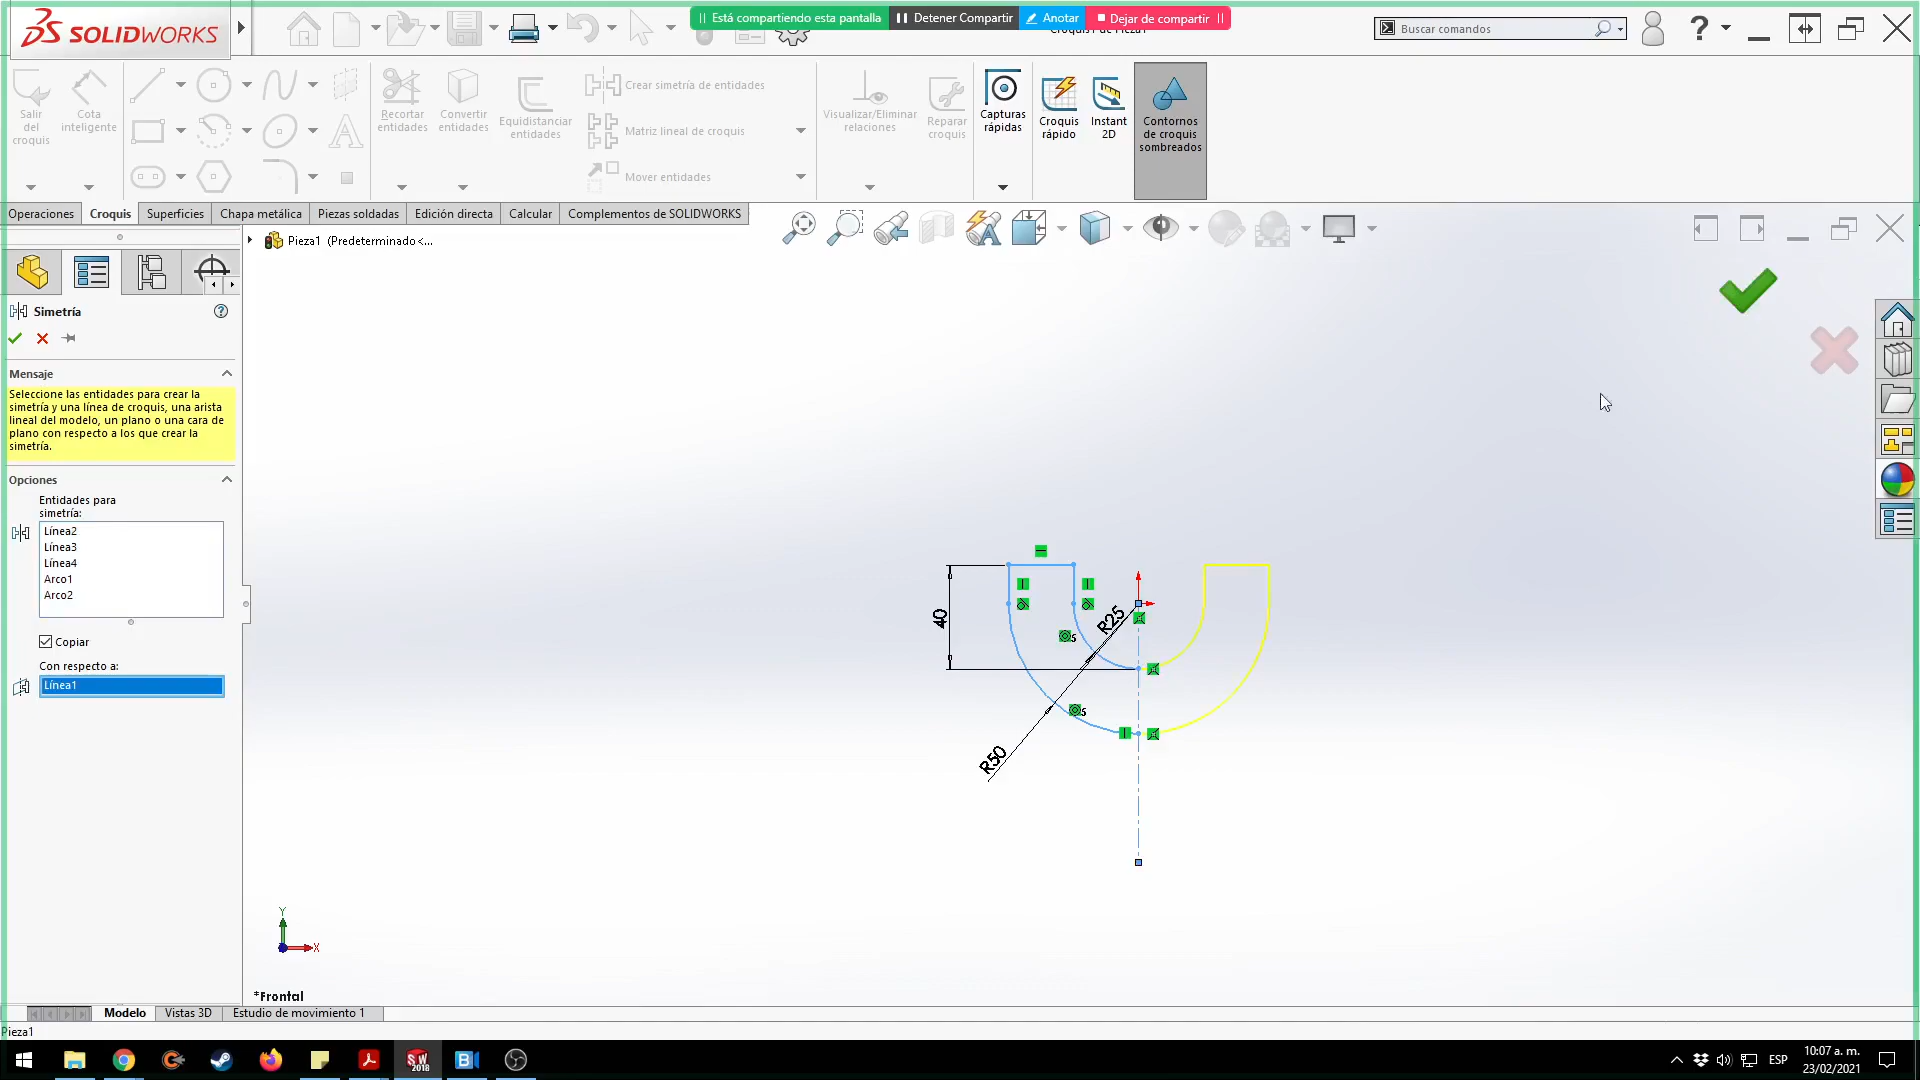 Está compartiendo esta pantalla
Detener Compartir
Anotar
Dejar de compartir
SOLIDWORKS
Buscar comandos
Salir del croquis
Cota inteligente
Recortar entidades
Convertir entidades
Equidistanciar entidades
Crear simetría de entidades
Matriz lineal de croquis
Mover entidades
Visualizar/Eliminar relaciones
Reparar croquis
Capturas rápidas
Croquis rápido
Instant 2D
Contornos de croquis sombreados
Operaciones
Croquis
Superficies
Chapa metálica
Piezas soldadas
Edición directa
Calcular
Complementos de SOLIDWORKS
Pieza1 (Predeterminado<...
Simetría
Mensaje
Seleccione las entidades para crear la
simetría y una línea de croquis, una arista
lineal del modelo, un plano o una cara de
plano con respecto a los que crear la
simetría.
Opciones
Entidades para
simetría:
Línea2
Línea3
Línea4
Arco1
Arco2
Copiar
Con respecto a:
Línea1
40
R25
R50
5
5
Y
X
*Frontal
Modelo
Vistas 3D
Estudio de movimiento 1
Pieza1
SW
2018
ESP
10:07 a. m.
23/02/2021